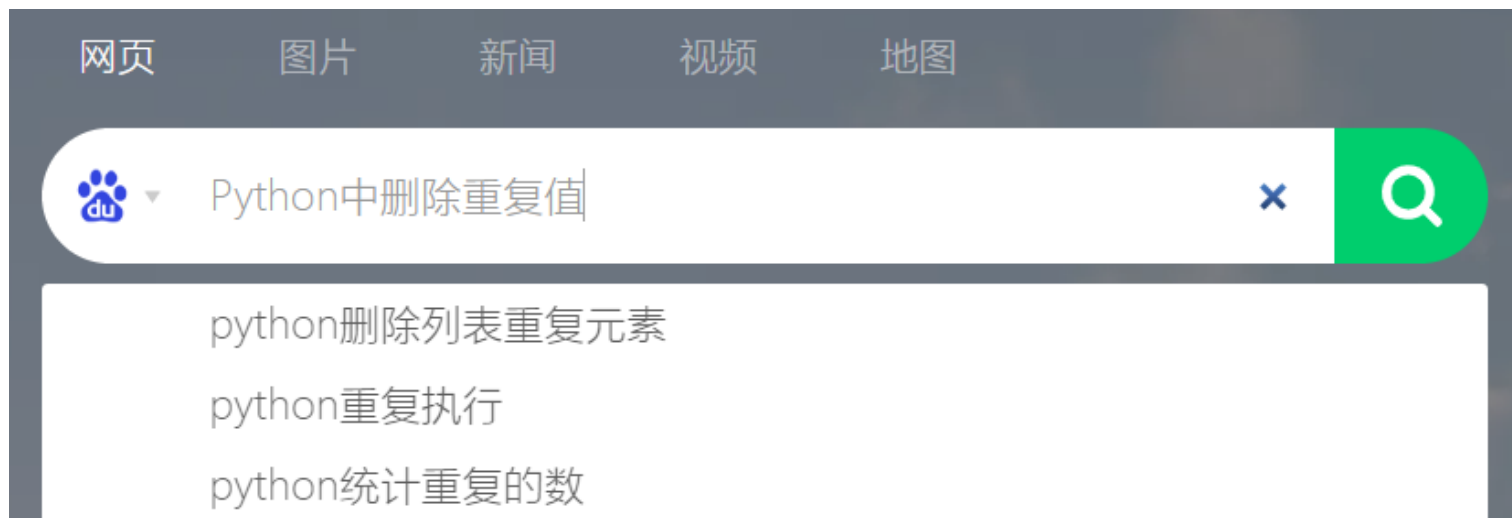 网页 图片 新闻 视频 地图
du Python中删除重复值
python删除列表重复元素
python重复执行
python统计重复的数